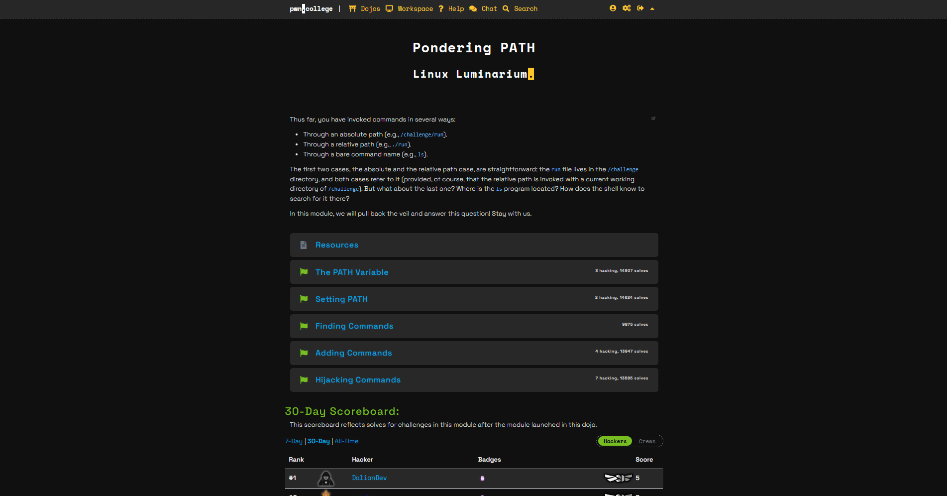 pwn.college | Dojos Workspace Help Chat Search
Pondering PATH
Linux Luminarium.
Thus far, you have invoked commands in several ways:
Through an absolute path (e.g., /challenge/run).
Through a relative path (e.g., ./run).
Through a bare command name (e.g., ls).
The first two cases, the absolute and the relative path case, are straightforward: the run file lives in the /challenge
directory, and both cases refer to it (provided, of course, that the relative path is invoked with a current working
directory of /challenge). But what about the last one? Where is the ls program located? How does the shell know to
search for it there?
In this module, we will pull back the veil and answer this question! Stay with us.
Resources
The PATH Variable
hacking, solves
Setting PATH
hacking, solves
Finding Commands
solves
Adding Commands
4 hacking, solves
Hijacking Commands
7 hacking, solves
30-Day Scoreboard:
This scoreboard reflects solves for challenges in this module after the module launched in this dojo.
7-Day | 30-Day | All-Time
Hackers Crews
Rank Hacker Badges Score
#1 DalianDev 5